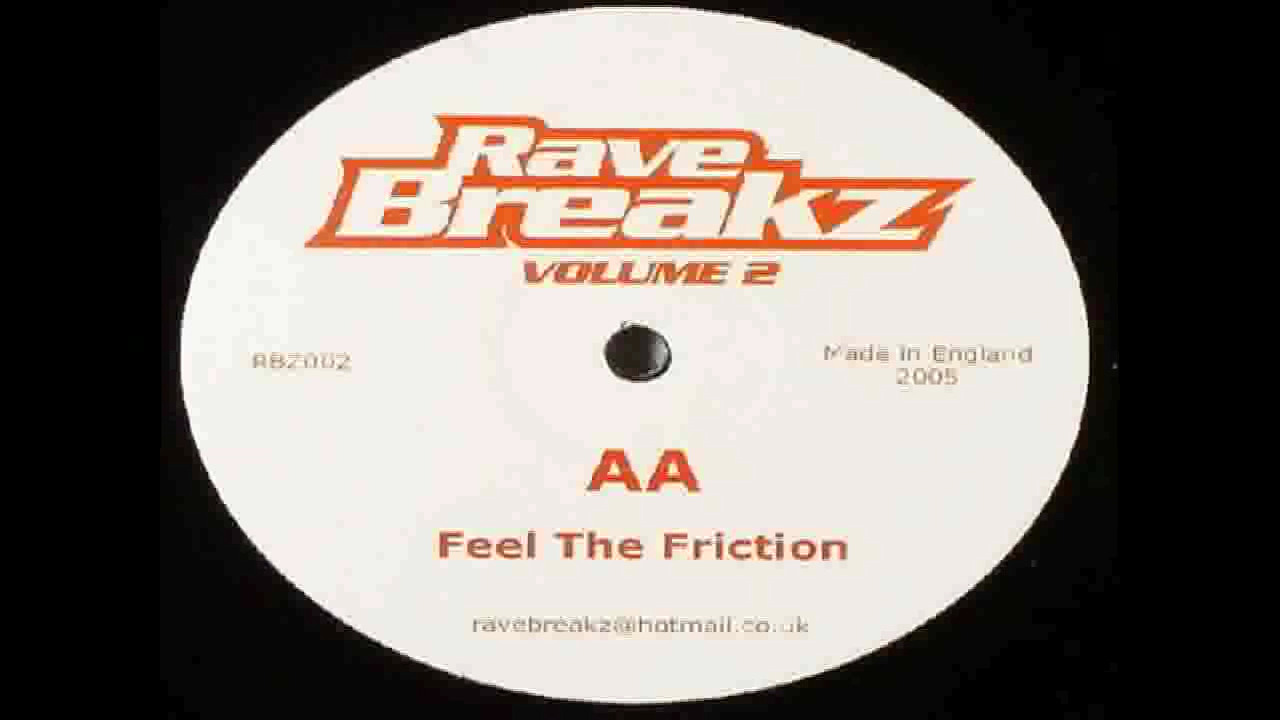 Rave
Breakz
VOLUME 2
RBZ002
Made in England
2005
AA
Feel The Friction
ravebreakz@hotmail.co.uk